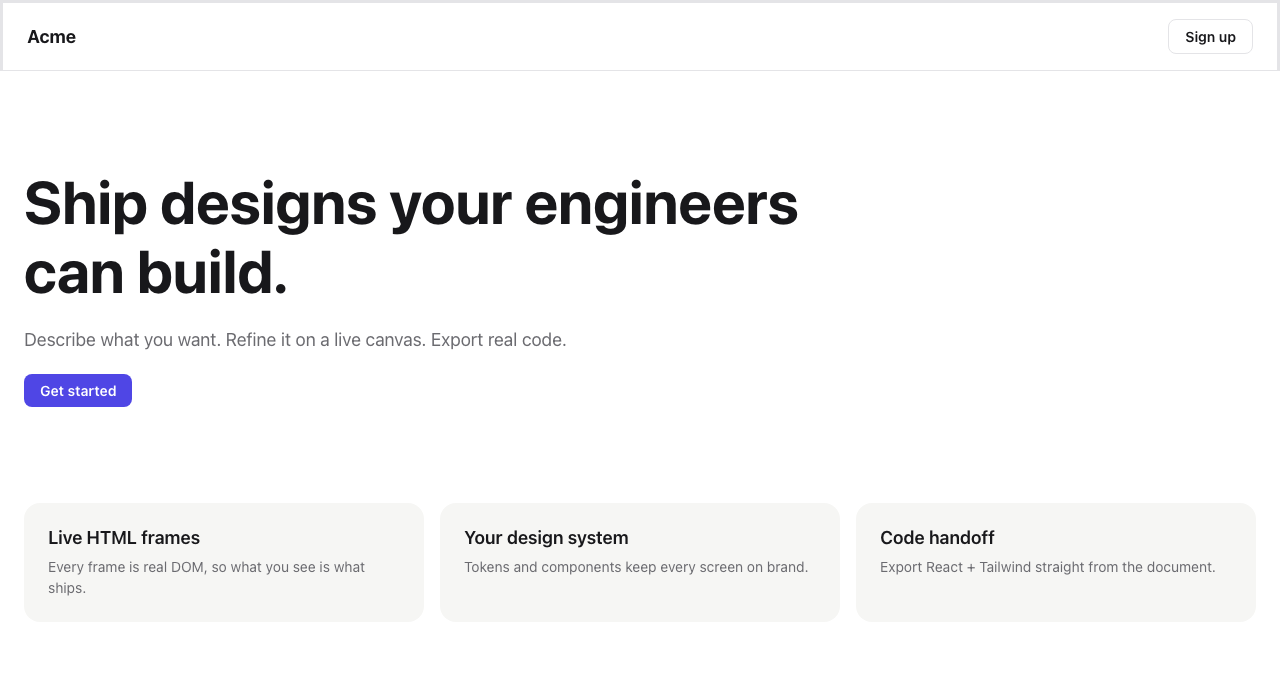 Acme
Sign up
Ship designs your engineers
can build.
Describe what you want. Refine it on a live canvas. Export real code.
Get started
Live HTML frames
Every frame is real DOM, so what you see is what
ships.
Your design system
Tokens and components keep every screen on brand.
Code handoff
Export React + Tailwind straight from the document.